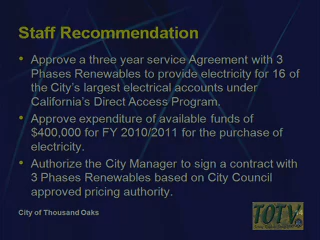 Staff Recommendation
• Approve a three year service Agreement with 3
Phases Renewables to provide electricity for 16 of
the City's largest electrical accounts under
California's Direct Access Program.
• Approve expenditure of available funds of
$400,000 for FY 2010/2011 for the purchase of
electricity.
• Authorize the City Manager to sign a contract with
3 Phases Renewables based on City Council
approved pricing authority.
City of Thousand Oaks
TOTV